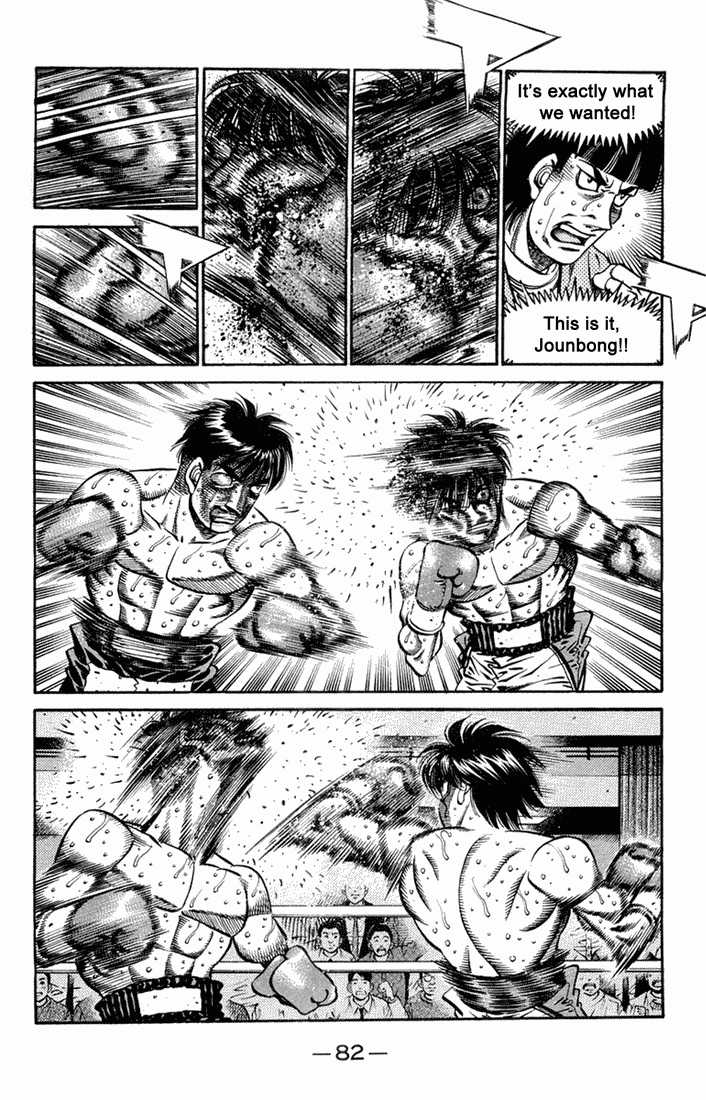 It's exactly what
we wanted!
This is it,
Jounbong!!
—82—